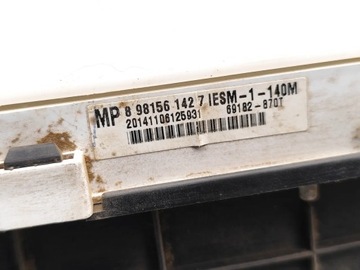 MP 8 98156 142 7 IESM-1-140M
20141106125931 69182-870T